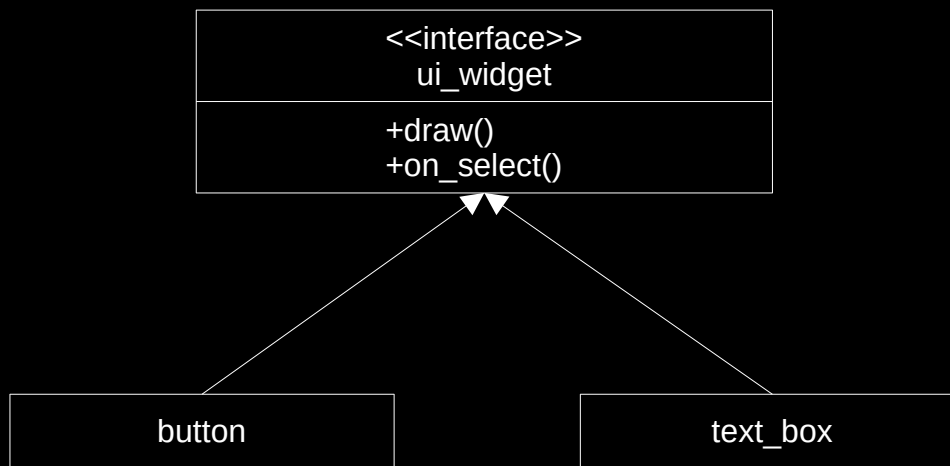 <<interface>>
ui_widget
+draw()
+on_select()
button
text_box